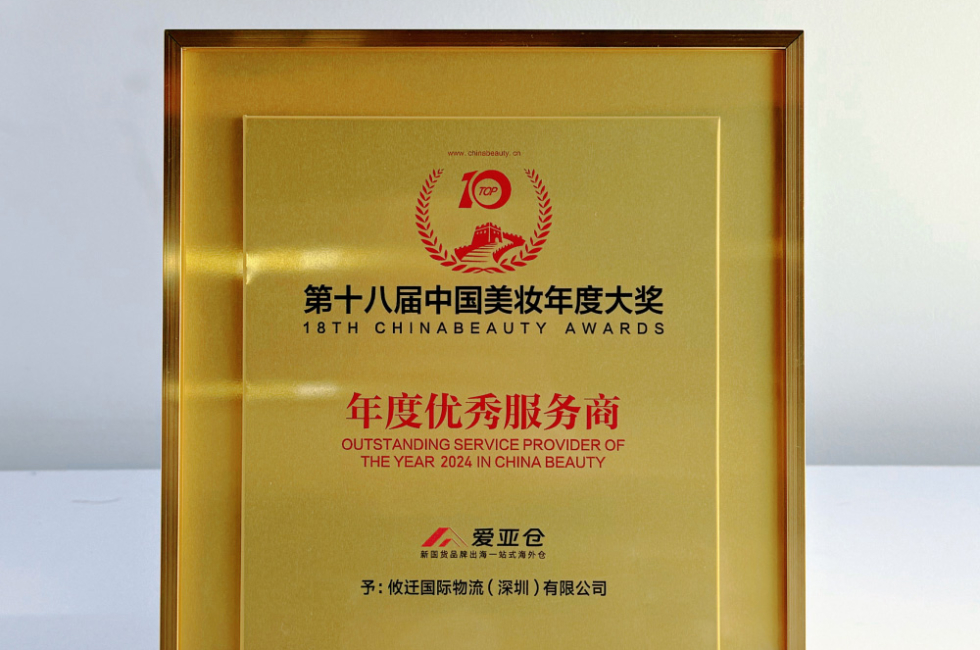 www.chinabeauty.cn
10
TOP
第十八届中国美妆年度大奖
18TH CHINABEAUTY AWARDS
年度优秀服务商
OUTSTANDING SERVICE PROVIDER OF
THE YEAR 2024 IN CHINA BEAUTY
爱亚仓
新国货品牌出海一站式海外仓
予：攸迁国际物流（深圳）有限公司